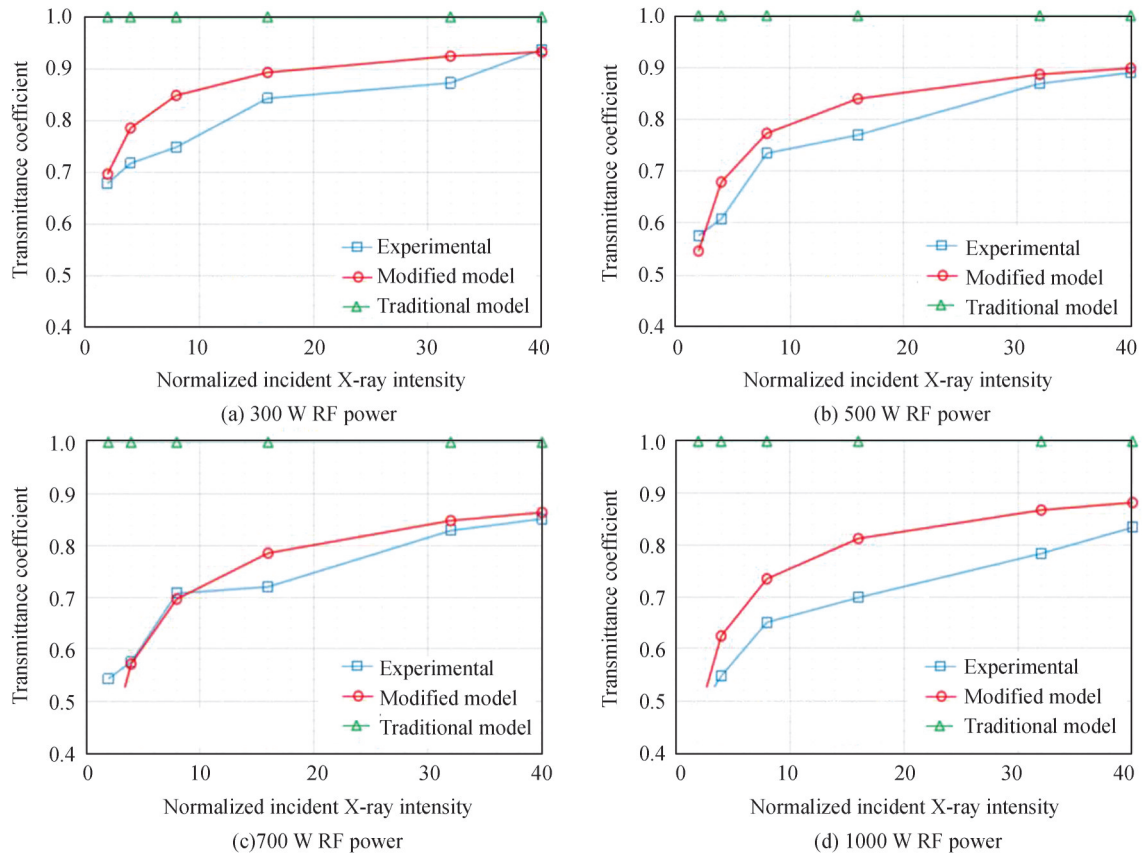 1.0
0.9
0.8
0.7
0.6
0.5
0.4
Transmittance coefficient
Experimental
Modified model
Traditional model
0 10 20 30 40
Normalized incident X-ray intensity
(a) 300 W RF power
1.0
0.9
0.8
0.7
0.6
0.5
0.4
Transmittance coefficient
Experimental
Modified model
Traditional model
0 10 20 30 40
Normalized incident X-ray intensity
(b) 500 W RF power
1.0
0.9
0.8
0.7
0.6
0.5
0.4
Transmittance coefficient
Experimental
Modified model
Traditional model
0 10 20 30 40
Normalized incident X-ray intensity
(c)700 W RF power
1.0
0.9
0.8
0.7
0.6
0.5
0.4
Transmittance coefficient
Experimental
Modified model
Traditional model
0 10 20 30 40
Normalized incident X-ray intensity
(d) 1000 W RF power